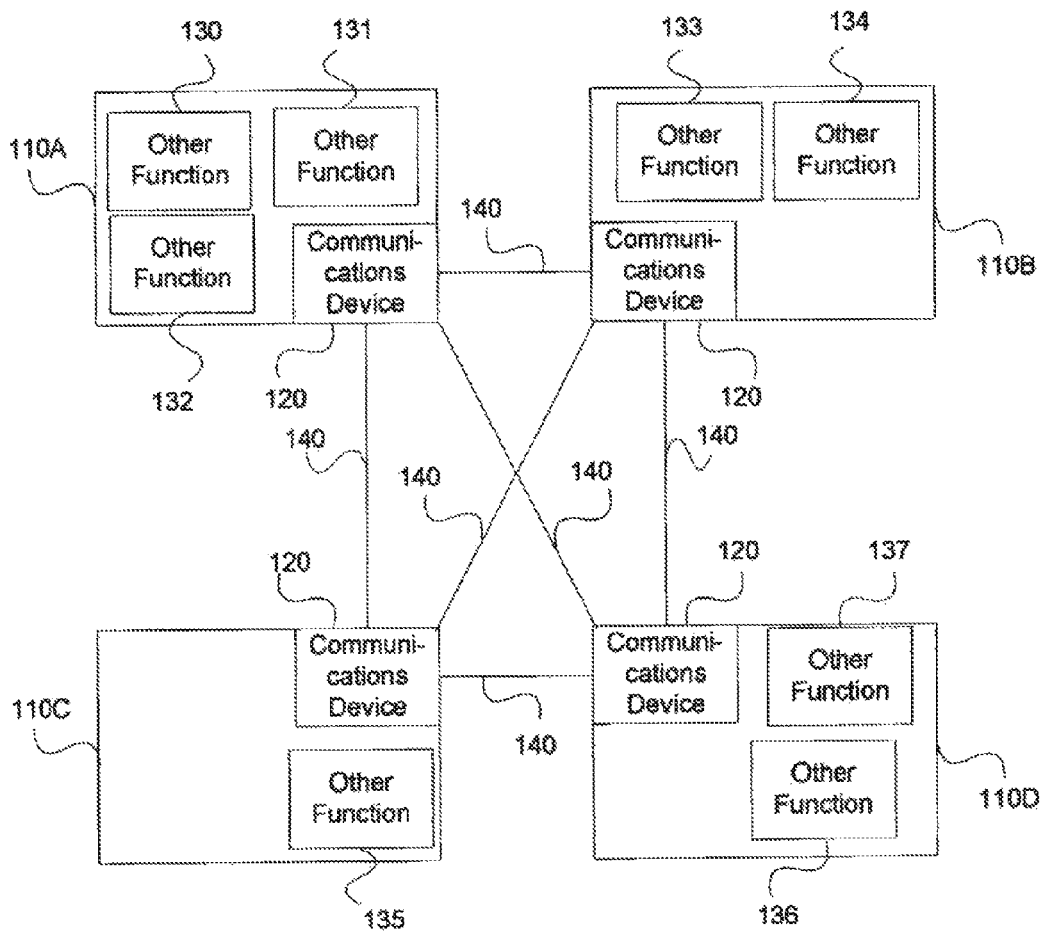 130
131
133
134
110A
Other
Function
Other
Function
Other
Function
Other
Function
Other
Function
Communi-
cations
Device
140
Communi-
cations
Device
110B
132
120
120
140
140
140
140
120
120
137
110C
Communi-
cations
Device
Communi-
cations
Device
Other
Function
140
Other
Function
Other
Function
110D
135
136